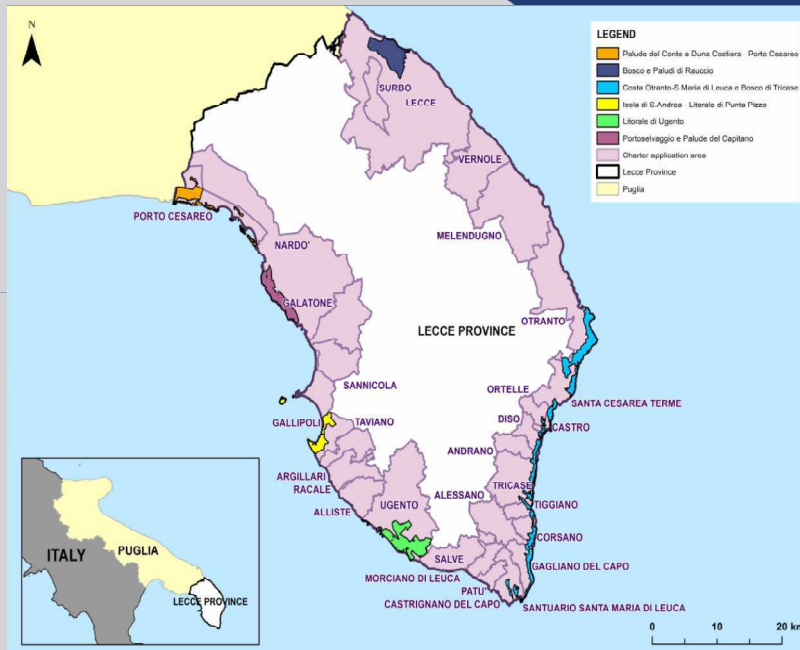 N
LEGEND
Palude del Conte e Duna Costiera - Porto Cesareo
Bosco e Paludi di Rauccio
Costa Otranto-S Maria di Leuca e Bosco di Tricase
Isola di S.Andrea - Litorale di Punta Pizzo
Litorale di Ugento
Portoselvaggio e Palude del Capitano
Charter application area
Lecce Province
Puglia
SURBO
LECCE
VERNOLE
PORTO CESAREO
MELENDUGNO
NARDO'
GALATONE
OTRANTO
LECCE PROVINCE
SANNICOLA
ORTELLE
SANTA CESAREA TERME
GALLIPOLI
TAVIANO
DISO
CASTRO
ANDRANO
ARGILLARI
RACALE
TRICASE
ALESSANO
ALLISTE
UGENTO
TIGGIANO
CORSANO
SALVE
GAGLIANO DEL CAPO
MORCIANO DI LEUCA
PATU'
CASTRIGNANO DEL CAPO
SANTUARIO SANTA MARIA DI LEUCA
ITALY
PUGLIA
LECCE PROVINCE
0 10 20 km